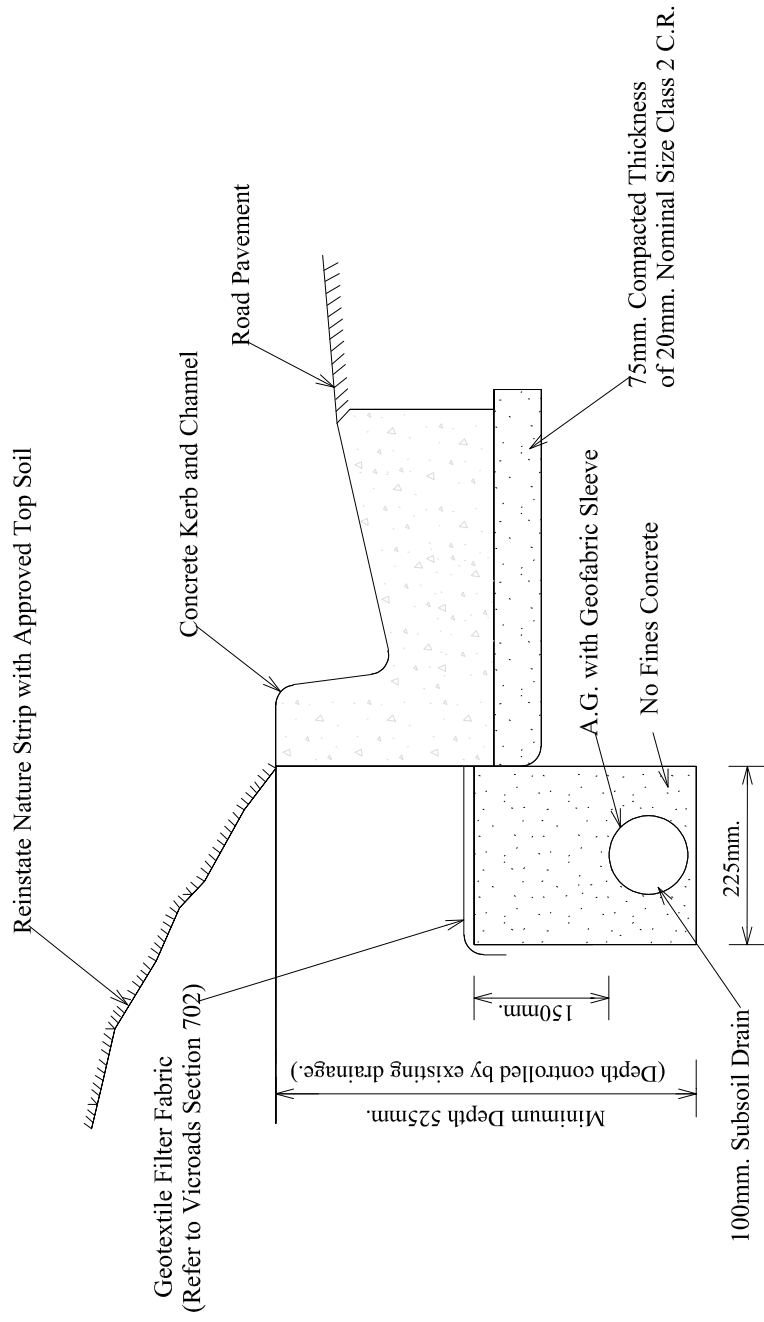 Reinstate Nature Strip with Approved Top Soil
Concrete Kerb and Channel
Road Pavement
Geotextile Filter Fabric
(Refer to Vicroads Section 702)
Minimum Depth 525mm.
(Depth controlled by existing drainage.)
150mm.
225mm.
100mm. Subsoil Drain
A.G. with Geofabric Sleeve
No Fines Concrete
75mm. Compacted Thickness
of 20mm. Nominal Size Class 2 C.R.